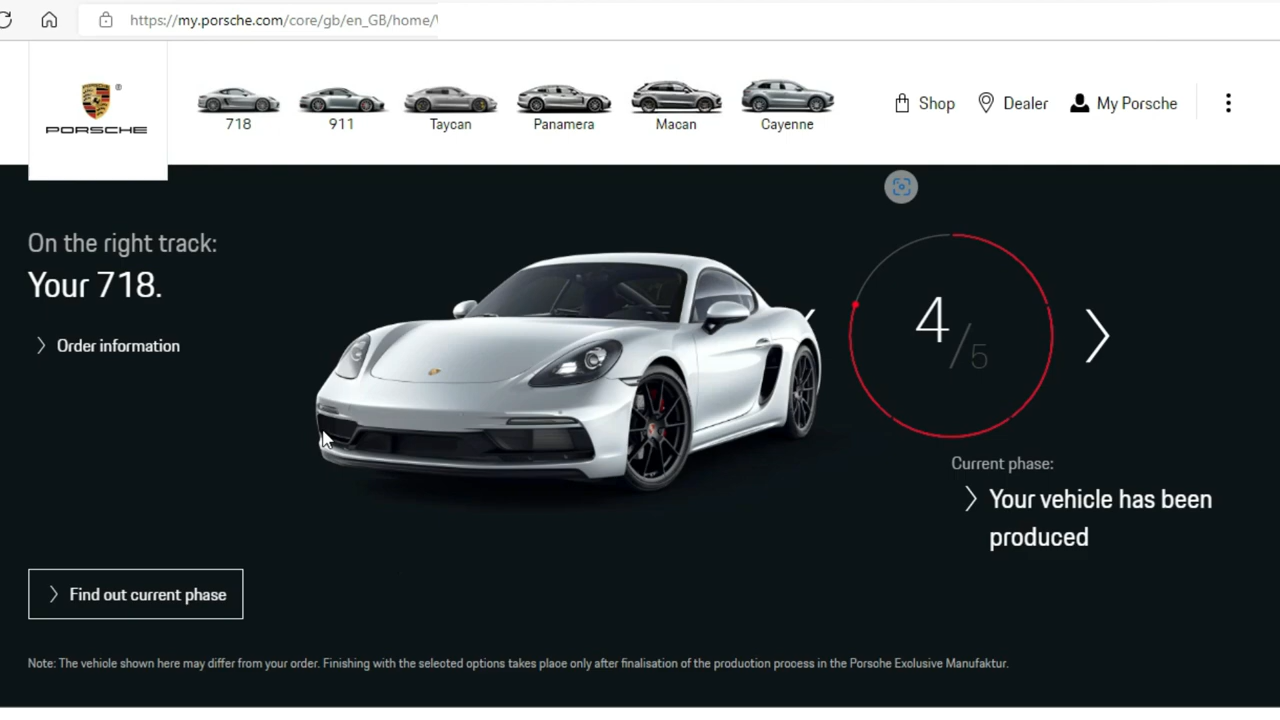 https://my.porsche.com/core/gb/en_GB/home/
PORSCHE
®
718
911
Taycan
Panamera
Macan
Cayenne
Shop
Dealer
My Porsche
On the right track:
Your 718.
Order information
4/5
Current phase:
Your vehicle has been
produced
Find out current phase
Note: The vehicle shown here may differ from your order. Finishing with the selected options takes place only after finalisation of the production process in the Porsche Exclusive Manufaktur.